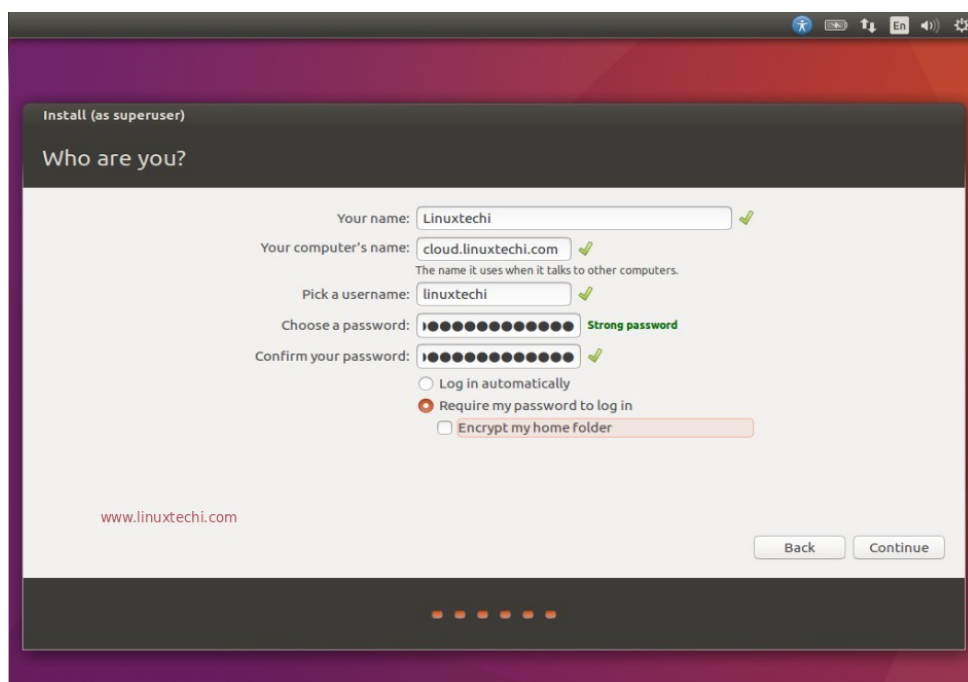 En
Install (as superuser)
Who are you?
Your name: Linuxtechi
Your computer's name: cloud.linuxtechi.com
The name it uses when it talks to other computers.
Pick a username: linuxtechi
Choose a password: Strong password
Confirm your password:
Log in automatically
Require my password to log in
Encrypt my home folder
www.linuxtechi.com
Back Continue